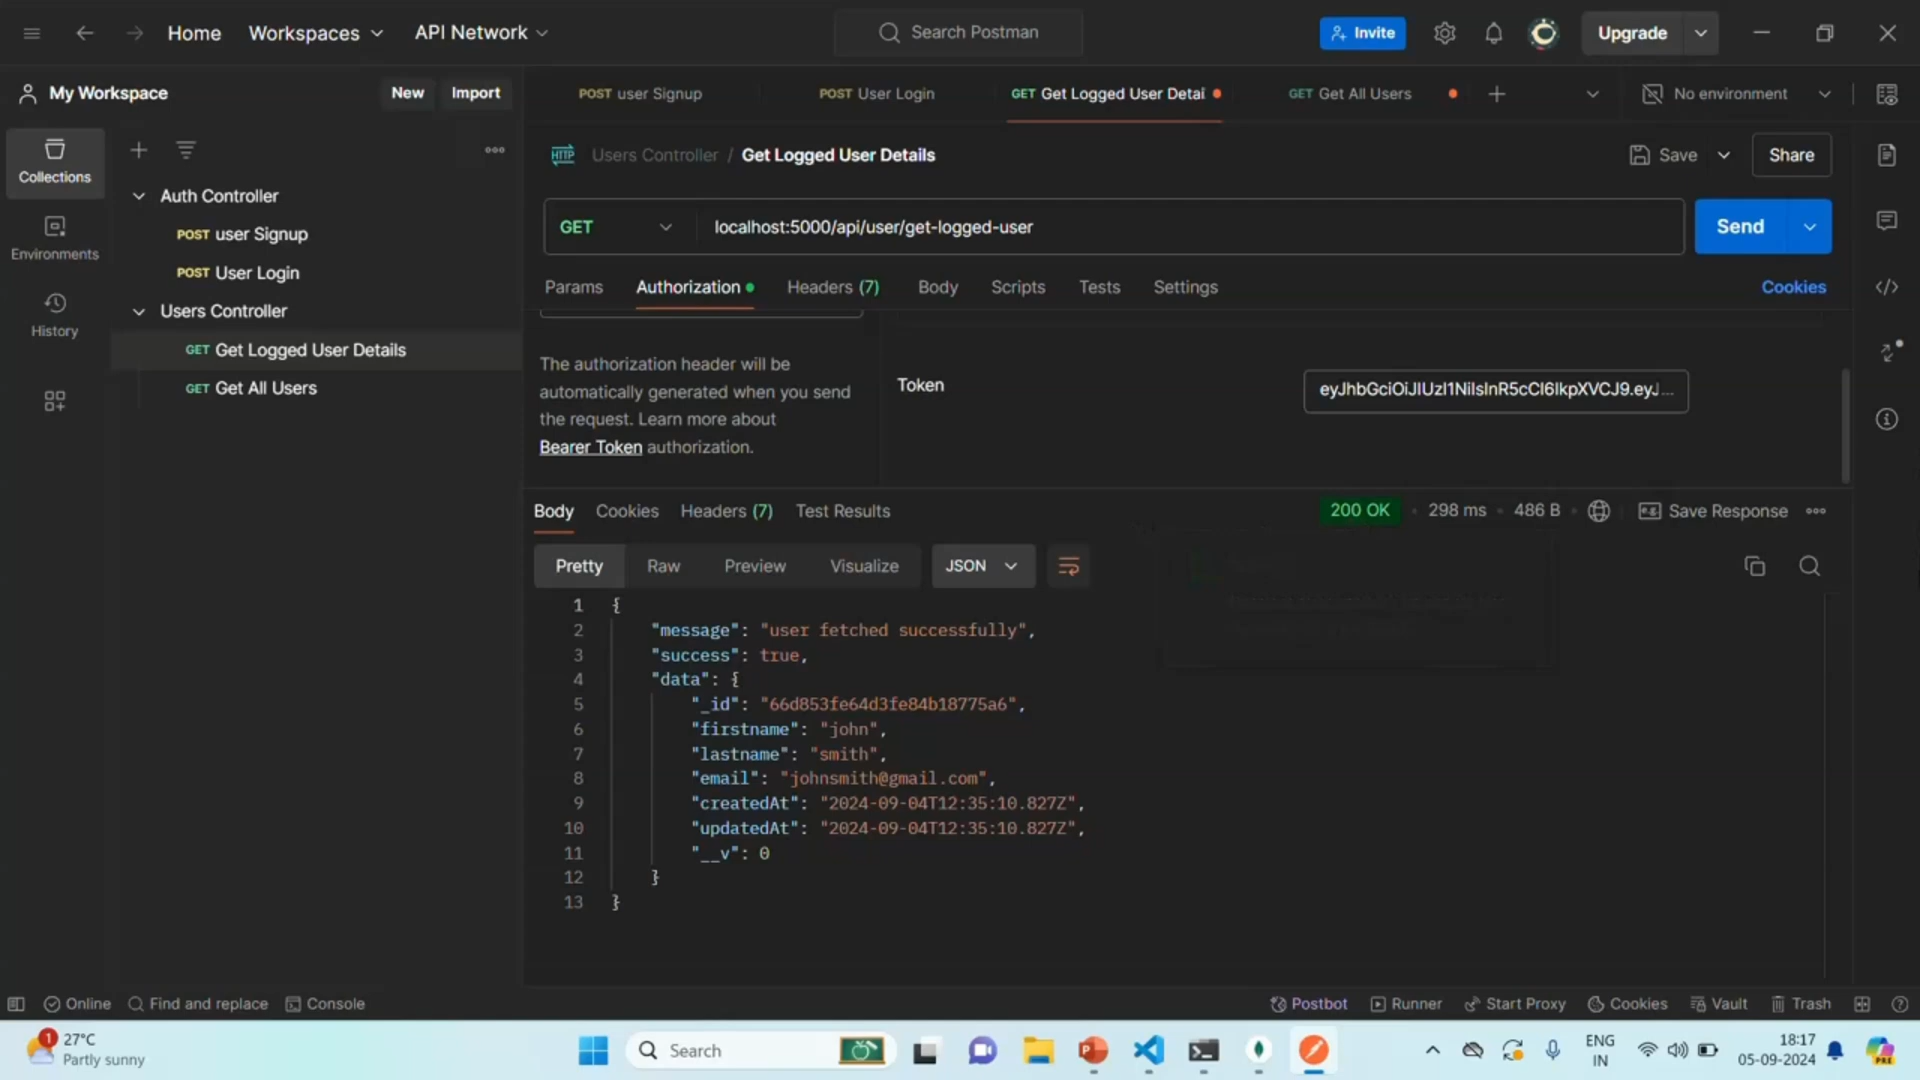 Home
Workspaces
API Network
Search Postman
Invite
Upgrade
My Workspace
New
Import
POST user Signup
POST User Login
GET Get Logged User Detai
GET Get All Users
No environment
Collections
Environments
History
Auth Controller
POST user Signup
POST User Login
Users Controller
GET Get Logged User Details
GET Get All Users
HTTP
Users Controller / Get Logged User Details
Save
Share
GET
localhost:5000/api/user/get-logged-user
Send
Params
Authorization
Headers (7)
Body
Scripts
Tests
Settings
Cookies
The authorization header will be
automatically generated when you send
the request. Learn more about
Bearer Token authorization.
Token
eyJhbGciOiJIUzI1NiIsInR5cCI6IkpXVCJ9.eyJ...
Body
Cookies
Headers (7)
Test Results
200 OK
298 ms
486 B
e.g.
Save Response
Pretty
Raw
Preview
Visualize
JSON
1 {
2 "message": "user fetched successfully",
3 "success": true,
4 "data": {
5 "_id": "66d853fe64d3fe84b18775a6",
6 "firstname": "john",
7 "lastname": "smith",
8 "email": "johnsmith@gmail.com",
9 "createdAt": "2024-09-04T12:35:10.827Z",
10 "updatedAt": "2024-09-04T12:35:10.827Z",
11 "__v": 0
12 }
13 }
Online
Find and replace
Console
Postbot
Runner
Start Proxy
Cookies
Vault
Trash
1
27°C
Partly sunny
Search
ENG
IN
18:17
05-09-2024
PRE